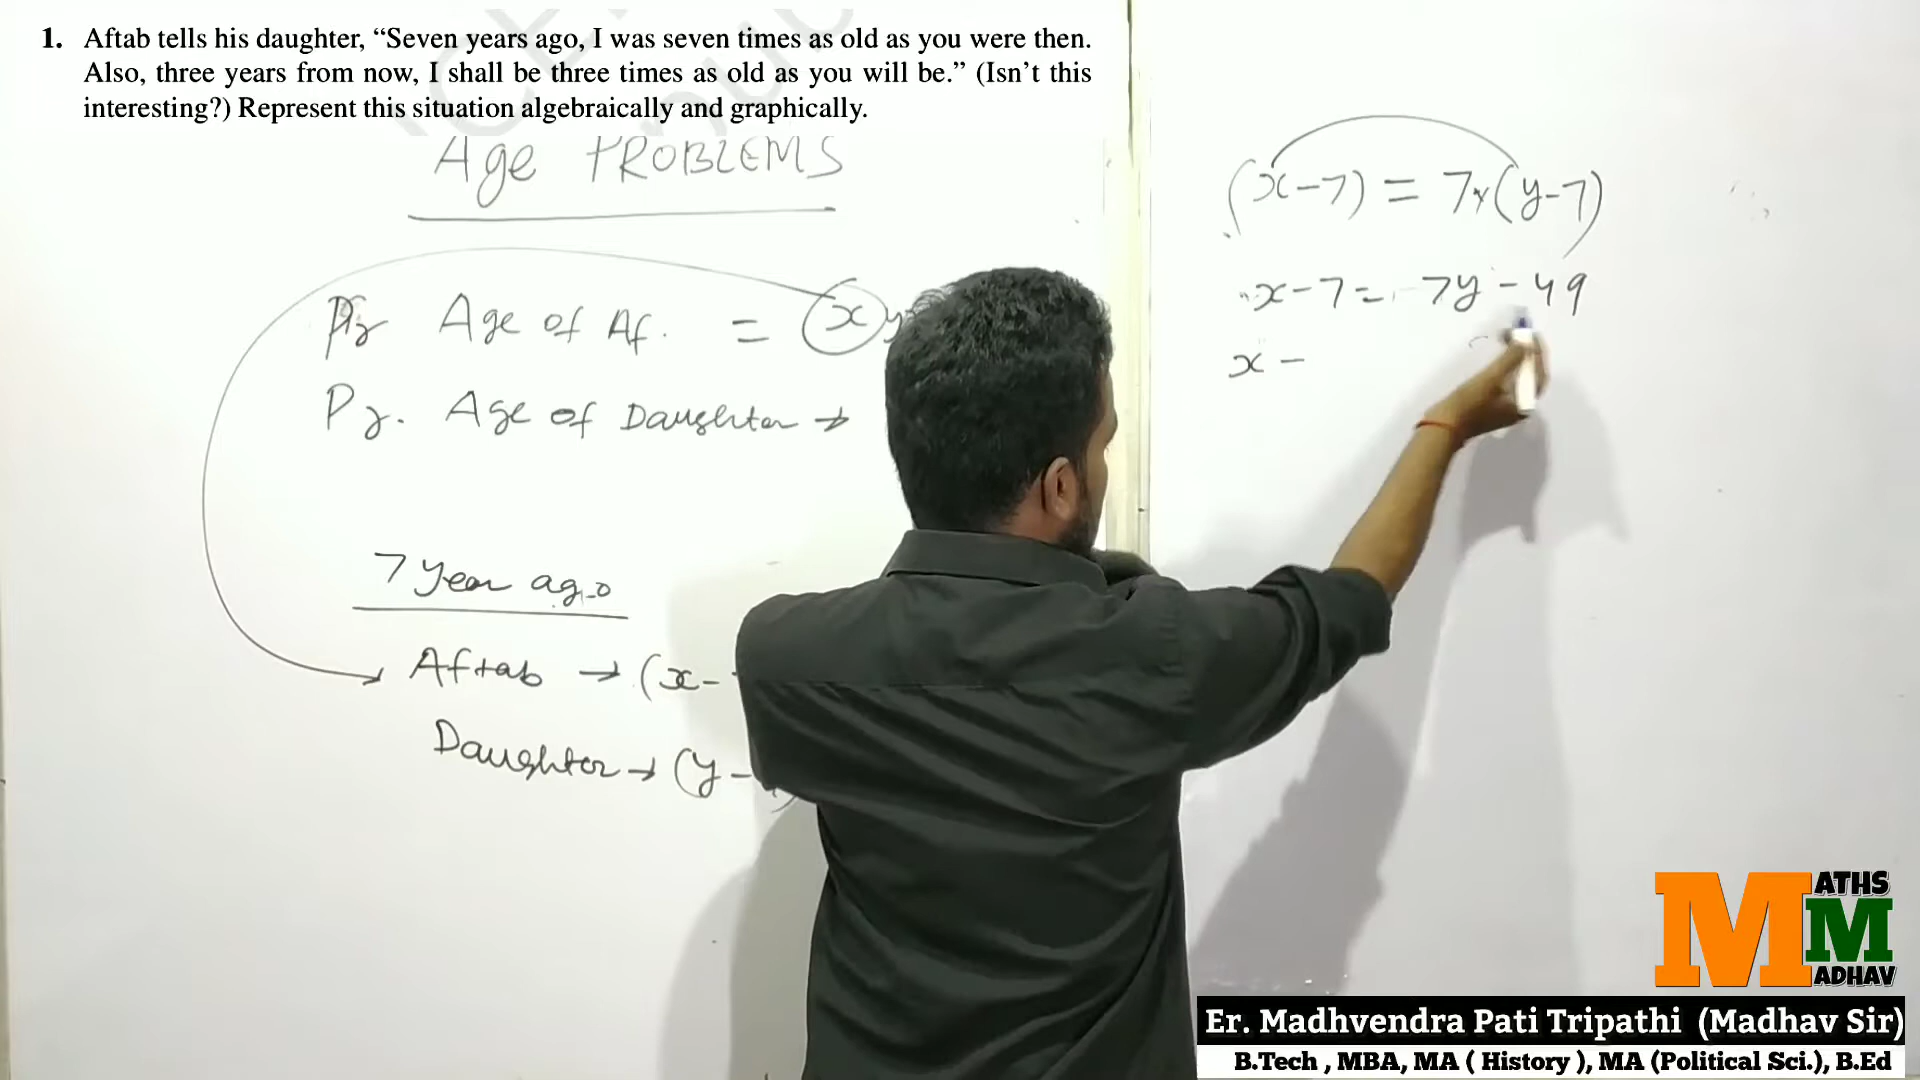 1. Aftab tells his daughter, “Seven years ago, I was seven times as old as you were then.
Also, three years from now, I shall be three times as old as you will be.” (Isn’t this
interesting?) Represent this situation algebraically and graphically.
Age PROBLEMS
Age of Af. = x y
Pr. Age of Daughter →
7 Year ago
Aftab → (x-
Daughter → (y-
(x-7) = 7×(y-7)
x-7 = 7y-49
x -
MATHS
MADHAV
Er. Madhvendra Pati Tripathi (Madhav Sir)
B.Tech , MBA, MA ( History ), MA (Political Sci.), B.Ed